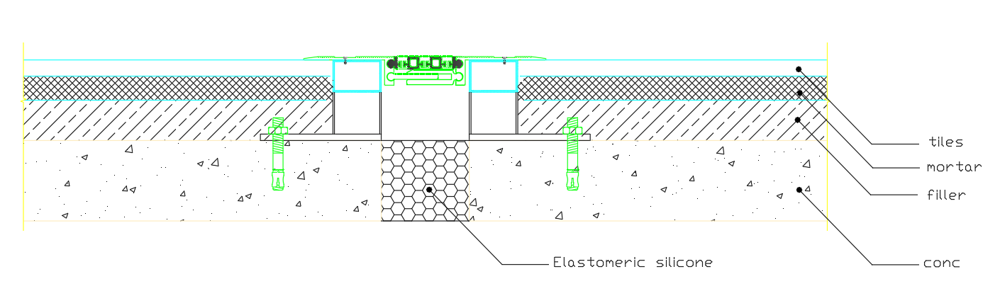 tiles
mortar
filler
Elastomeric silicone
conc